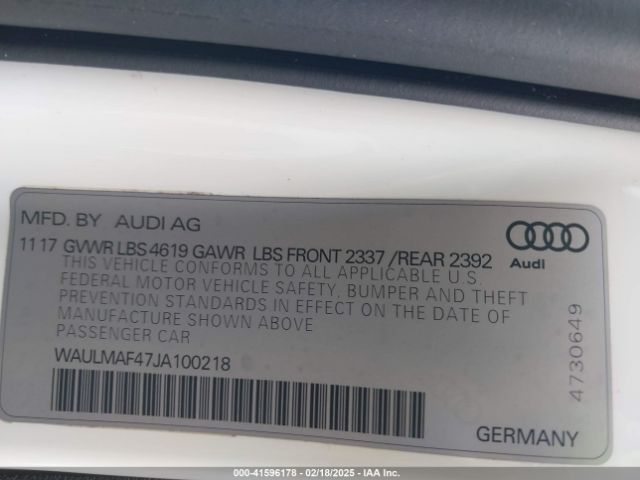 MFD. BY AUDI AG
11 17 GVWR LBS 4619 GAWR LBS FRONT 2337 /REAR 2392
THIS VEHICLE CONFORMS TO ALL APPLICABLE U.S.
FEDERAL MOTOR VEHICLE SAFETY, BUMPER AND THEFT
PREVENTION STANDARDS IN EFFECT ON THE DATE OF
MANUFACTURE SHOWN ABOVE
PASSENGER CAR
WAULMAF47JA100218
Audi
4730649
GERMANY
000-41596178 - 02/18/2025 - IAA Inc.